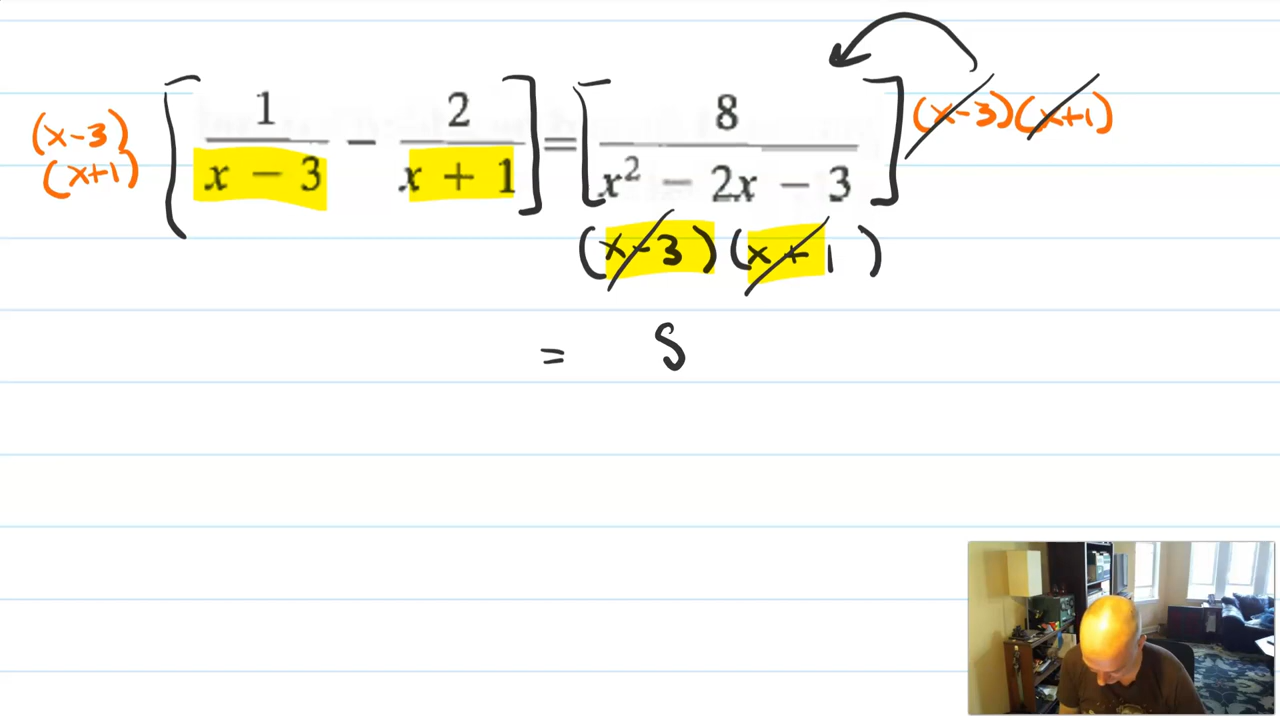 (x-3) (x+1) [ 1/(x − 3) − 2/(x + 1) ] = [ 8/(x² − 2x − 3) ] (x-3)(x+1)
(x-3)(x+1)
= 8